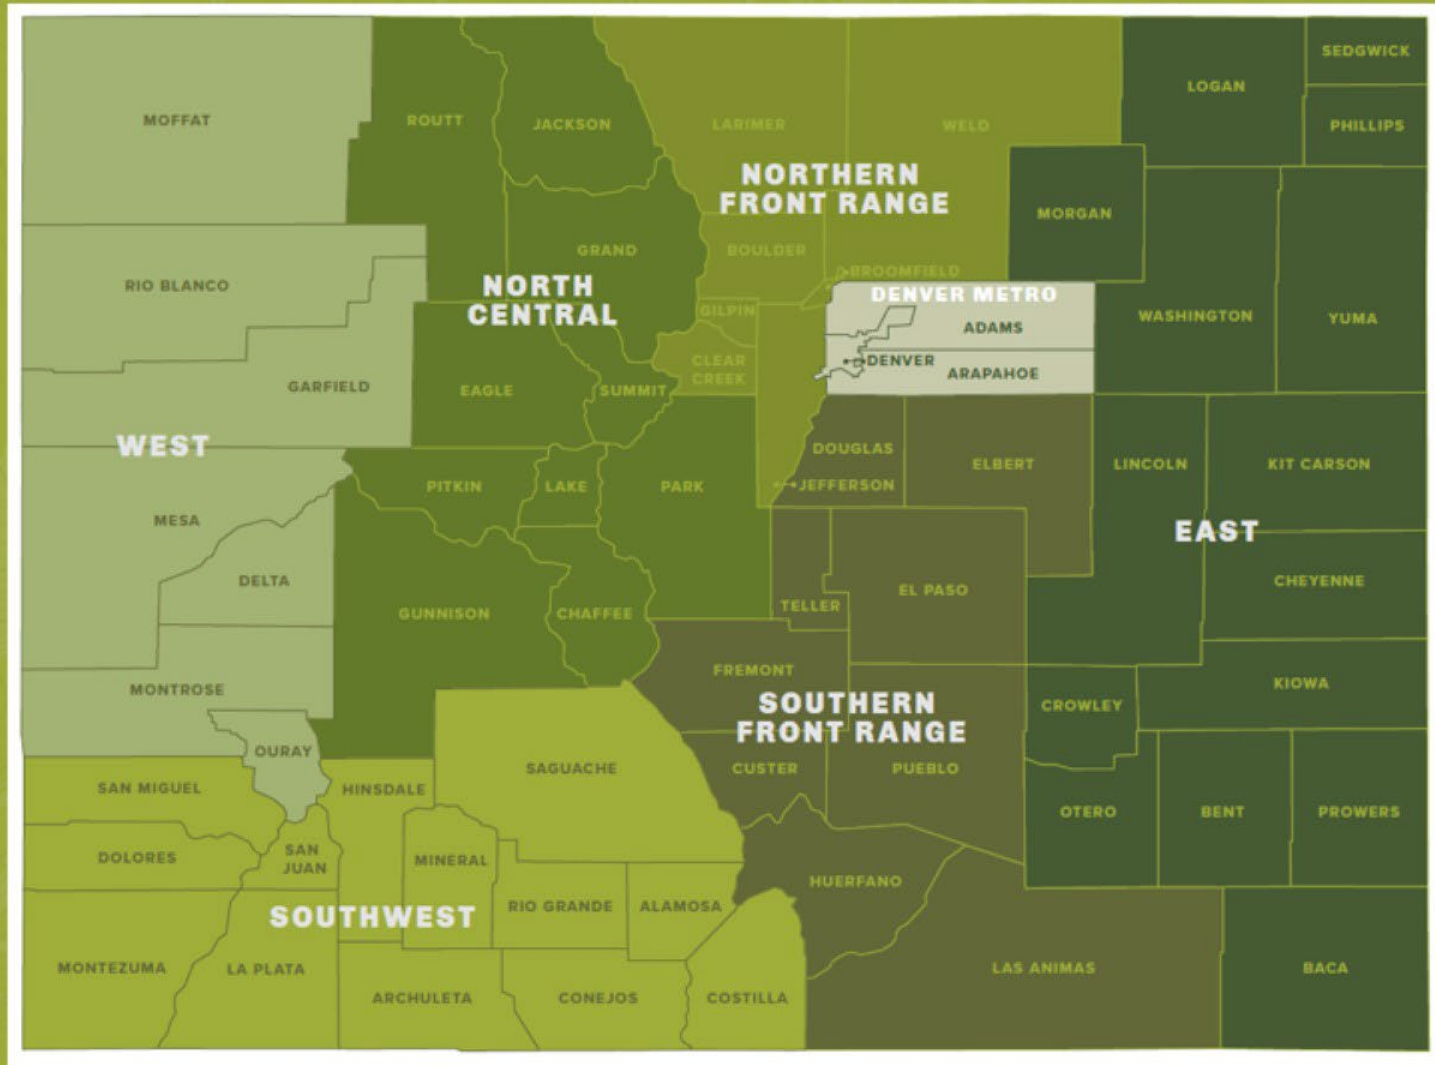 SEDGWICK
LOGAN
MOFFAT
ROUTT
JACKSON
LARIMER
WELD
PHILLIPS
NORTHERN
FRONT RANGE
MORGAN
BOULDER
GRAND
BROOMFIELD
RIO BLANCO
NORTH
CENTRAL
DENVER METRO
GILPIN
ADAMS
WASHINGTON
YUMA
CLEAR
CREEK
DENVER
ARAPAHOE
GARFIELD
EAGLE
SUMMIT
WEST
DOUGLAS
ELBERT
LINCOLN
KIT CARSON
PITKIN
LAKE
PARK
JEFFERSON
MESA
EAST
DELTA
CHEYENNE
GUNNISON
CHAFFEE
TELLER
EL PASO
FREMONT
MONTROSE
KIOWA
SOUTHERN
FRONT RANGE
CROWLEY
OURAY
SAGUACHE
CUSTER
PUEBLO
SAN MIGUEL
HINSDALE
OTERO
BENT
PROWERS
DOLORES
SAN
JUAN
MINERAL
HUERFANO
RIO GRANDE
ALAMOSA
SOUTHWEST
MONTEZUMA
LA PLATA
LAS ANIMAS
BACA
ARCHULETA
CONEJOS
COSTILLA